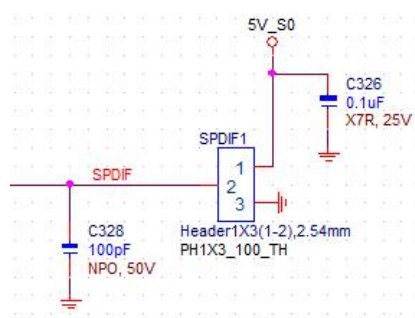 5V_S0
C326
0.1uF
X7R, 25V
SPDIF1
1
SPDIF
2
3
C328
100pF
NPO, 50V
Header1X3(1-2),2.54mm
PH1X3_100_TH